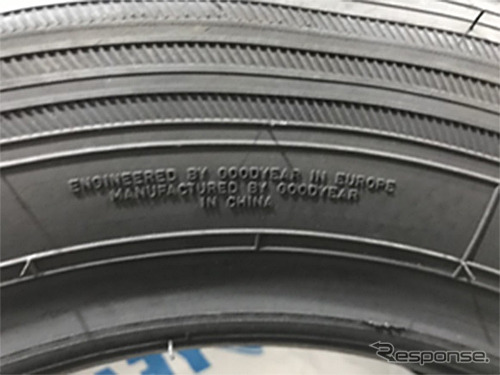 ENGINEERED BY GOODYEAR IN EUROPE
MANUFACTURED BY GOODYEAR
IN CHINA
Response.